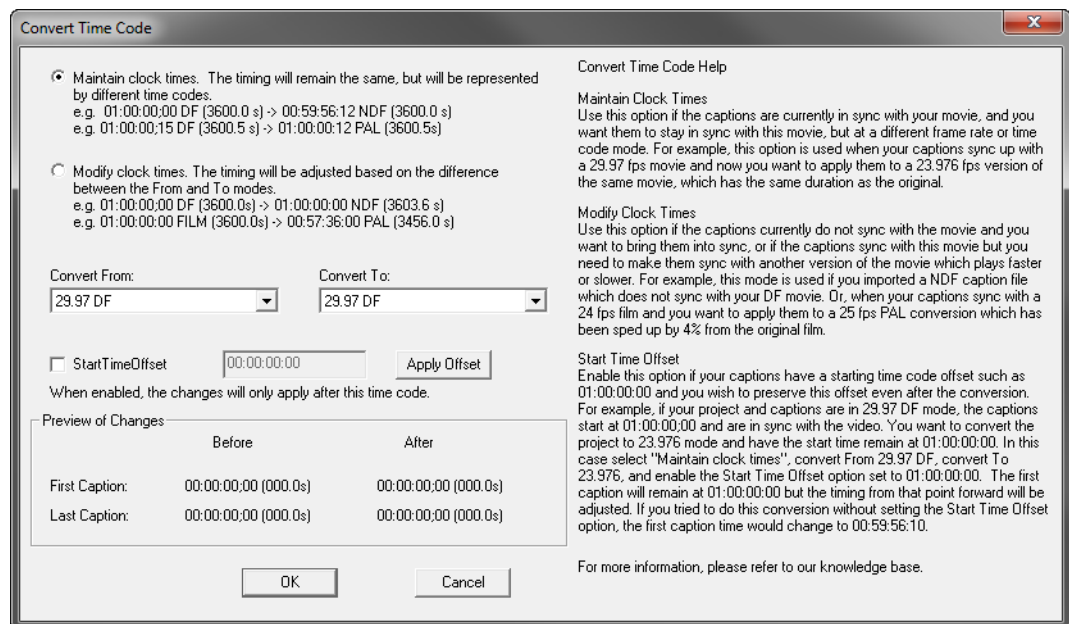 Convert Time Code
Maintain clock times. The timing will remain the same, but will be represented
by different time codes.
e.g. 01:00:00;00 DF (3600.0 s) -> 00:59:56:12 NDF (3600.0 s)
e.g. 01:00:00;15 DF (3600.5 s) -> 01:00:00:12 PAL (3600.5s)
Modify clock times. The timing will be adjusted based on the difference
between the From and To modes.
e.g. 01:00:00;00 DF (3600.0s) -> 01:00:00:00 NDF (3603.6 s)
e.g. 01:00:00:00 FILM (3600.0s) -> 00:57:36:00 PAL (3456.0 s)
Convert From:
Convert To:
29.97 DF
29.97 DF
StartTimeOffset
00:00:00:00
Apply Offset
When enabled, the changes will only apply after this time code.
Preview of Changes
Before
After
First Caption:
00:00:00;00 (000.0s)
00:00:00;00 (000.0s)
Last Caption:
00:00:00;00 (000.0s)
00:00:00;00 (000.0s)
OK
Cancel
Convert Time Code Help
Maintain Clock Times
Use this option if the captions are currently in sync with your movie, and you
want them to stay in sync with this movie, but at a different frame rate or time
code mode. For example, this option is used when your captions sync up with
a 29.97 fps movie and now you want to apply them to a 23.976 fps version of
the same movie, which has the same duration as the original.
Modify Clock Times
Use this option if the captions currently do not sync with the movie and you
want to bring them into sync, or if the captions sync with this movie but you
need to make them sync with another version of the movie which plays faster
or slower. For example, this mode is used if you imported a NDF caption file
which does not sync with your DF movie. Or, when your captions sync with a
24 fps film and you want to apply them to a 25 fps PAL conversion which has
been sped up by 4% from the original film.
Start Time Offset
Enable this option if your captions have a starting time code offset such as
01:00:00:00 and you wish to preserve this offset even after the conversion.
For example, if your project and captions are in 29.97 DF mode, the captions
start at 01:00:00;00 and are in sync with the video. You want to convert the
project to 23.976 mode and have the start time remain at 01:00:00:00. In this
case select "Maintain clock times", convert From 29.97 DF, convert To
23.976, and enable the Start Time Offset option set to 01:00:00:00. The first
caption will remain at 01:00:00:00 but the timing from that point forward will be
adjusted. If you tried to do this conversion without setting the Start Time Offset
option, the first caption time would change to 00:59:56:10.
For more information, please refer to our knowledge base.